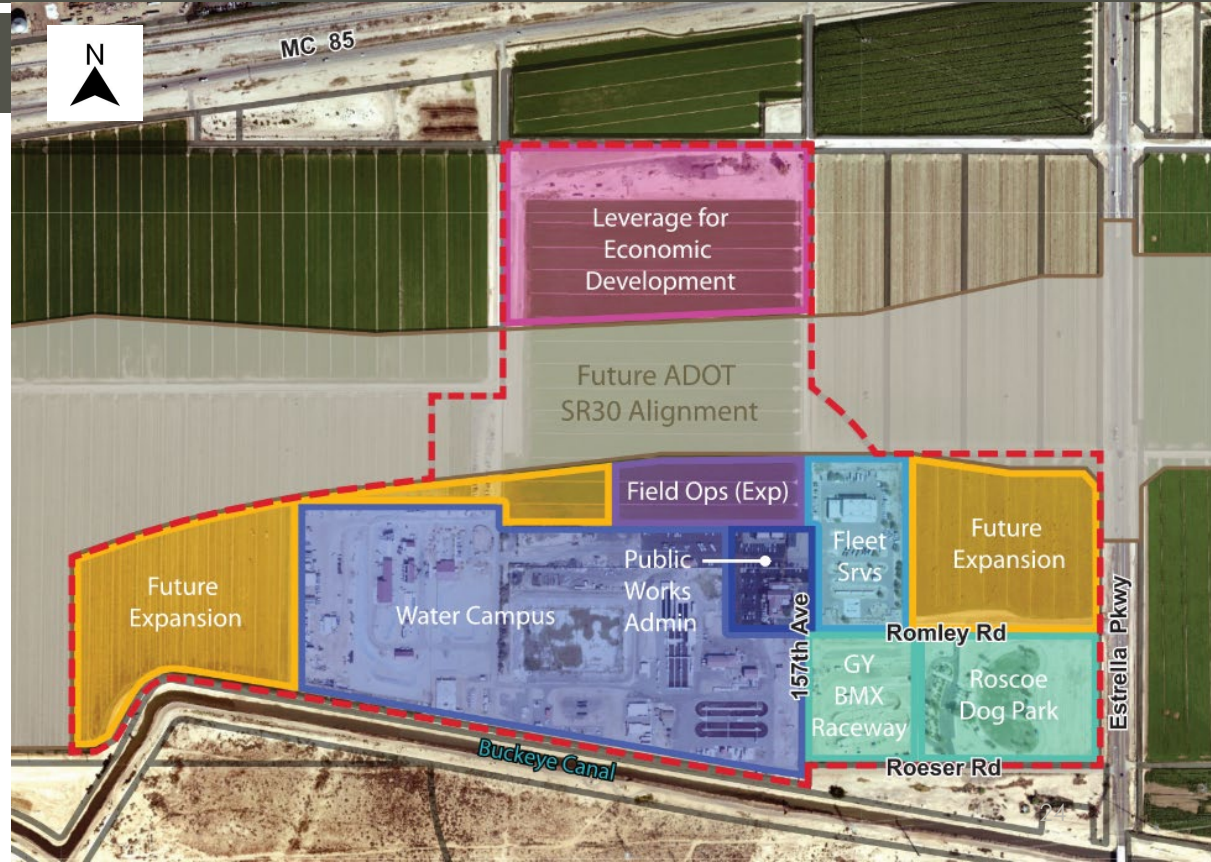 N
MC 85
Leverage for
Economic
Development
Future ADOT
SR30 Alignment
Field Ops (Exp)
Future
Expansion
Water Campus
Public
Works
Admin
Fleet
Srvs
Future
Expansion
157th Ave
Romley Rd
GY
BMX
Raceway
Roscoe
Dog Park
Estrella Pkwy
Roeser Rd
Buckeye Canal